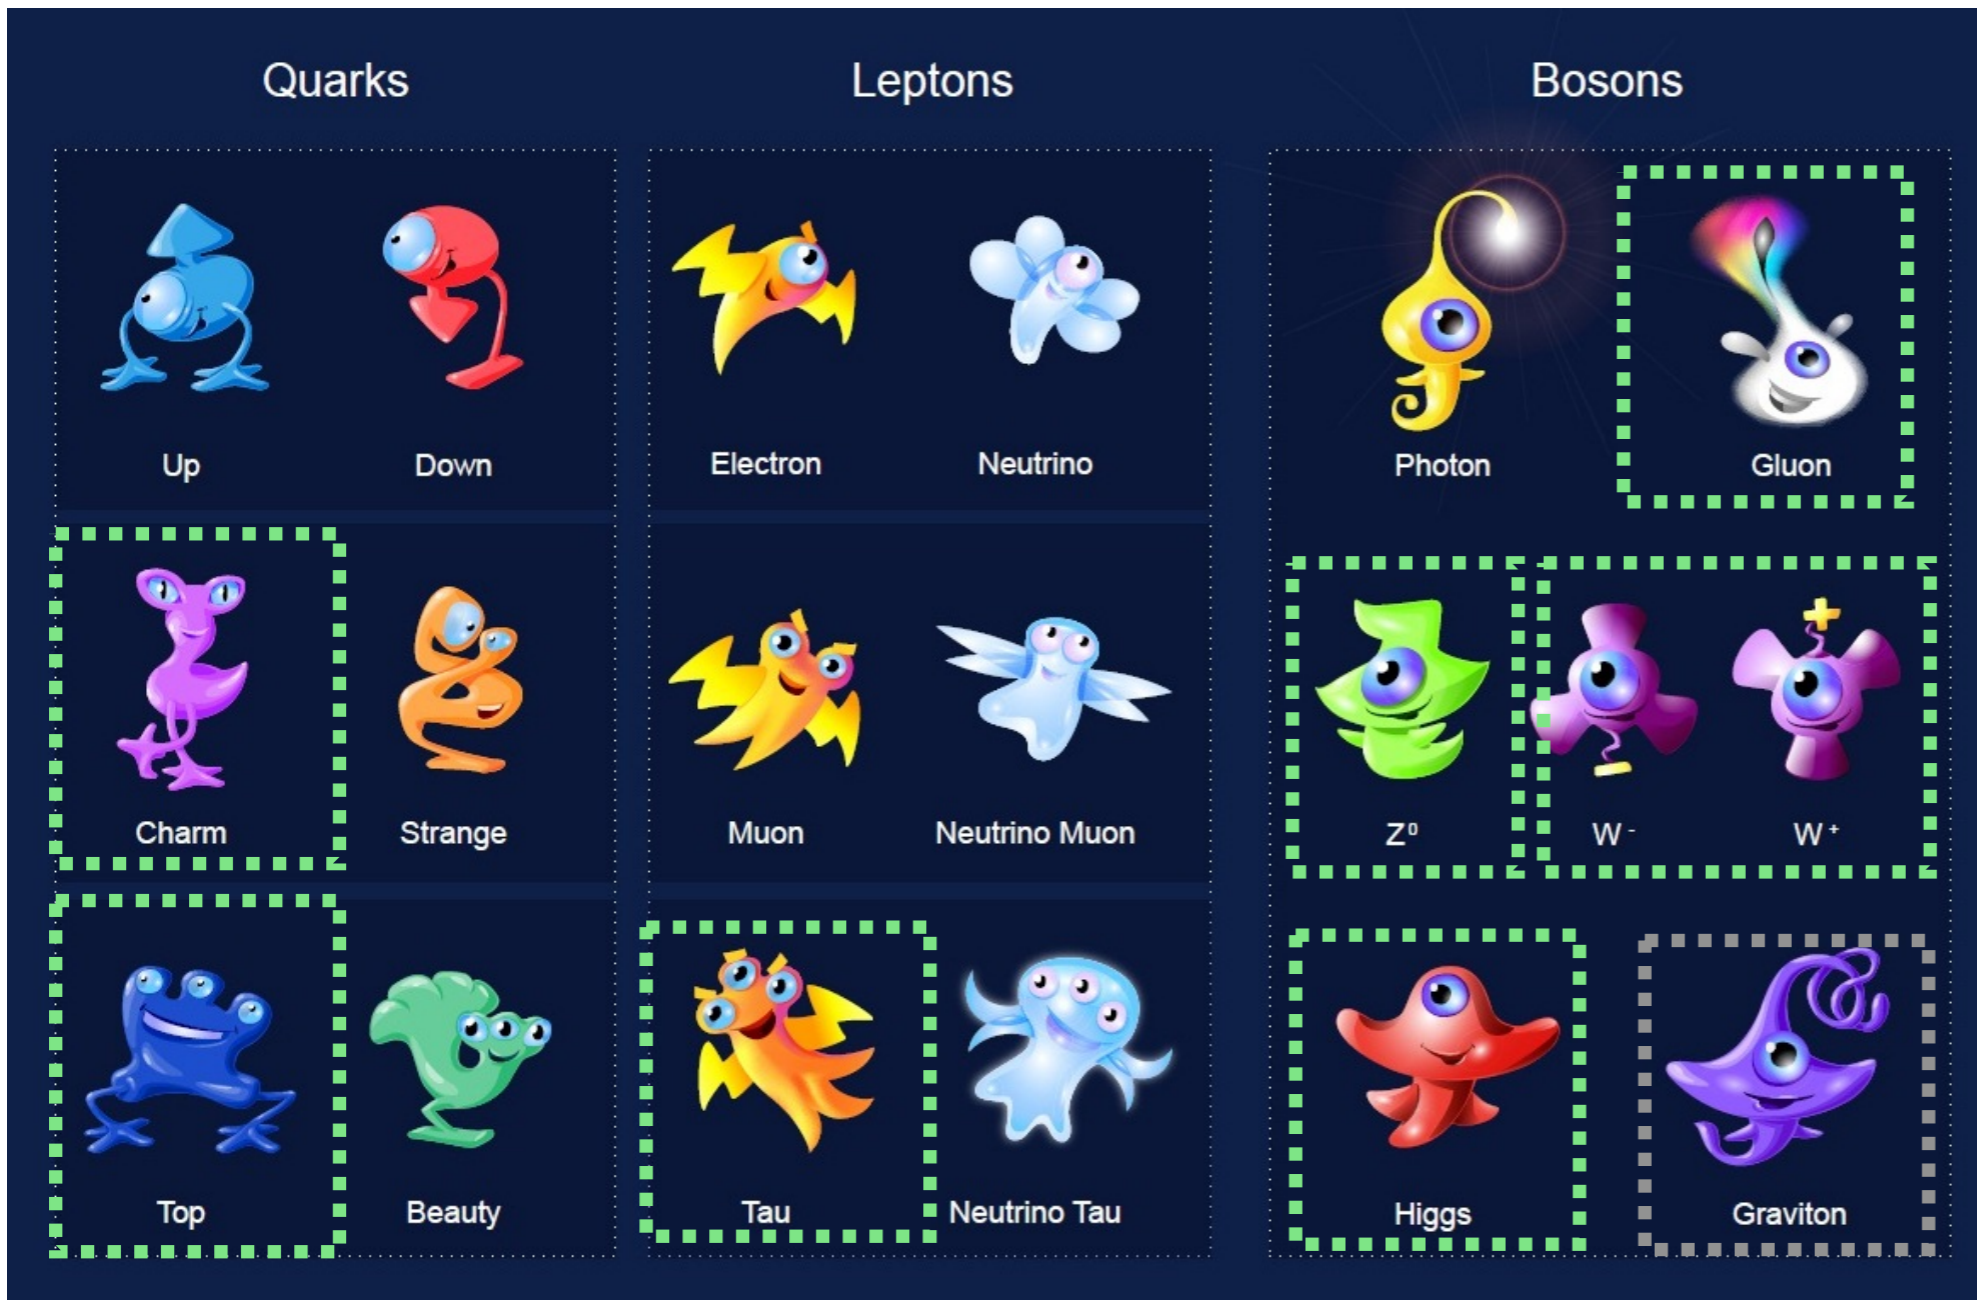 Quarks
Leptons
Bosons
Up
Down
Electron
Neutrino
Photon
Gluon
Charm
Strange
Muon
Neutrino Muon
Z⁰
W⁻
W⁺
Top
Beauty
Tau
Neutrino Tau
Higgs
Graviton